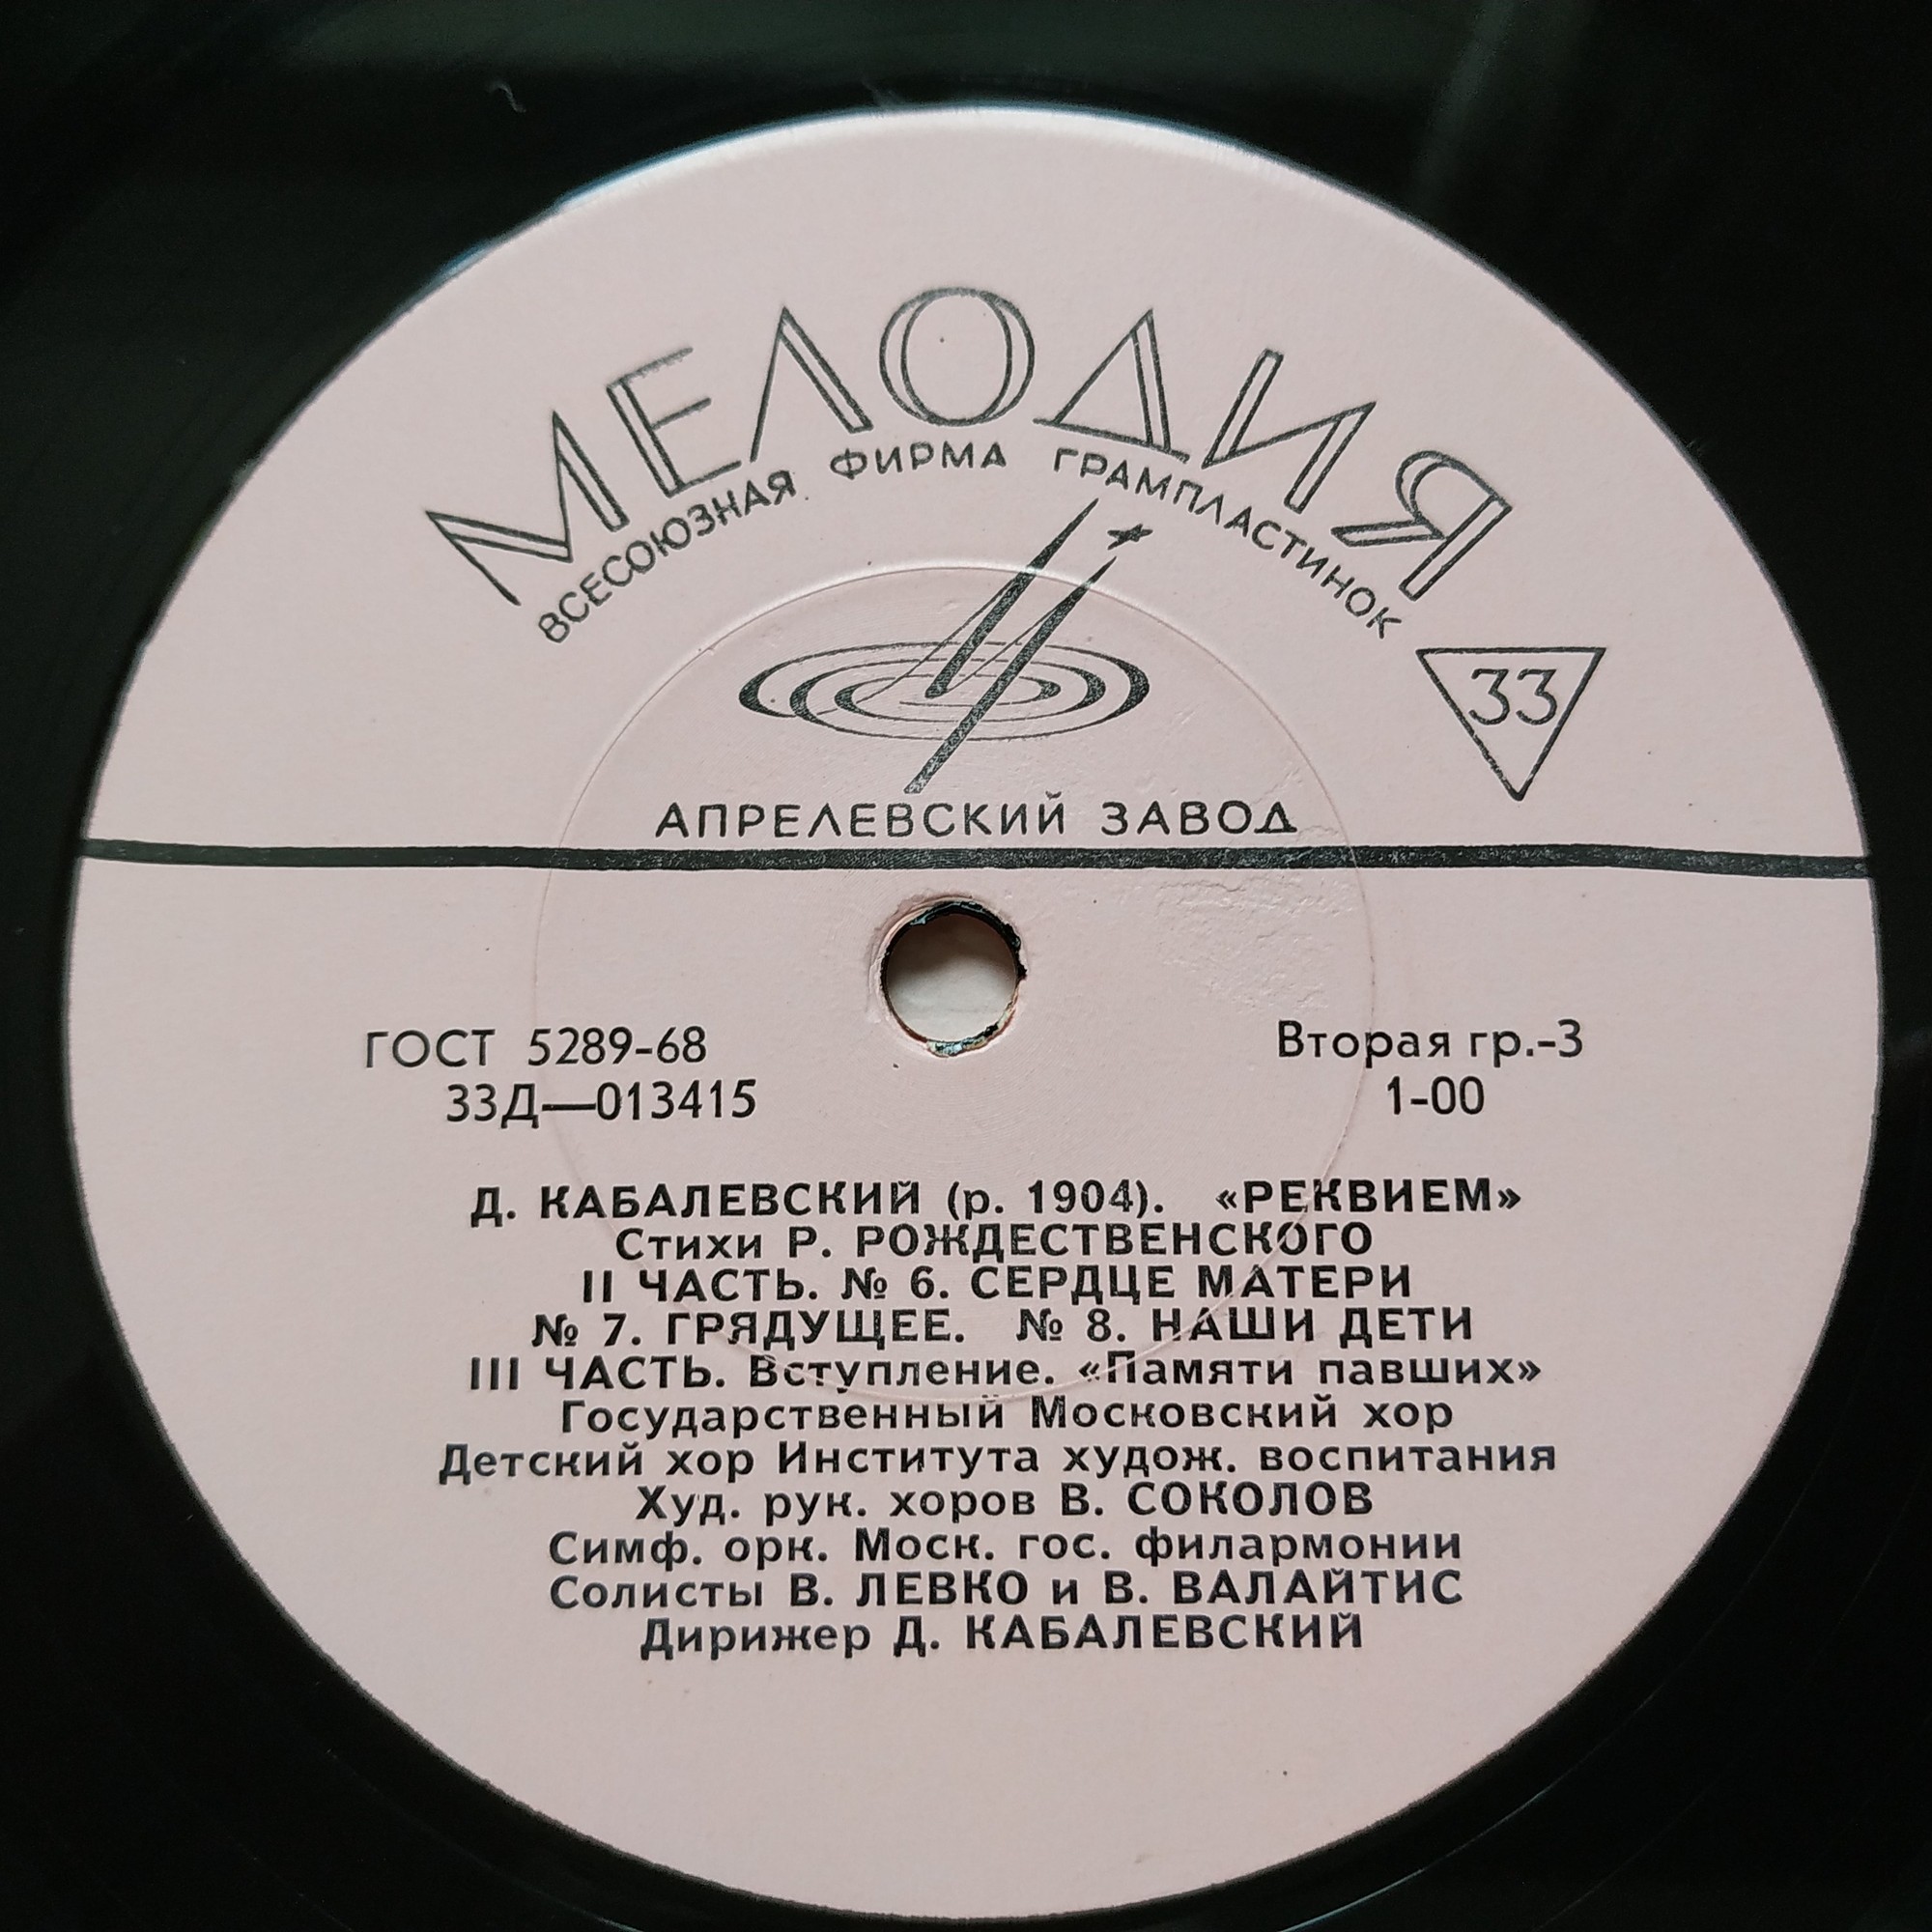 МЕЛОДИЯ
ВСЕСОЮЗНАЯ ФИРМА ГРАМПЛАСТИНОК
33
АПРЕЛЕВСКИЙ ЗАВОД
ГОСТ 5289-68
Вторая гр.-3
33Д—013415
1-00
Д. КАБАЛЕВСКИЙ (р. 1904). «РЕКВИЕМ»
Стихи Р. РОЖДЕСТВЕНСКОГО
II ЧАСТЬ. № 6. СЕРДЦЕ МАТЕРИ
№ 7. ГРЯДУЩЕЕ. № 8. НАШИ ДЕТИ
III ЧАСТЬ. Вступление. «Памяти павших»
Государственный Московский хор
Детский хор Института худож. воспитания
Худ. рук. хоров В. СОКОЛОВ
Симф. орк. Моск. гос. филармонии
Солисты В. ЛЕВКО и В. ВАЛАЙТИС
Дирижер Д. КАБАЛЕВСКИЙ